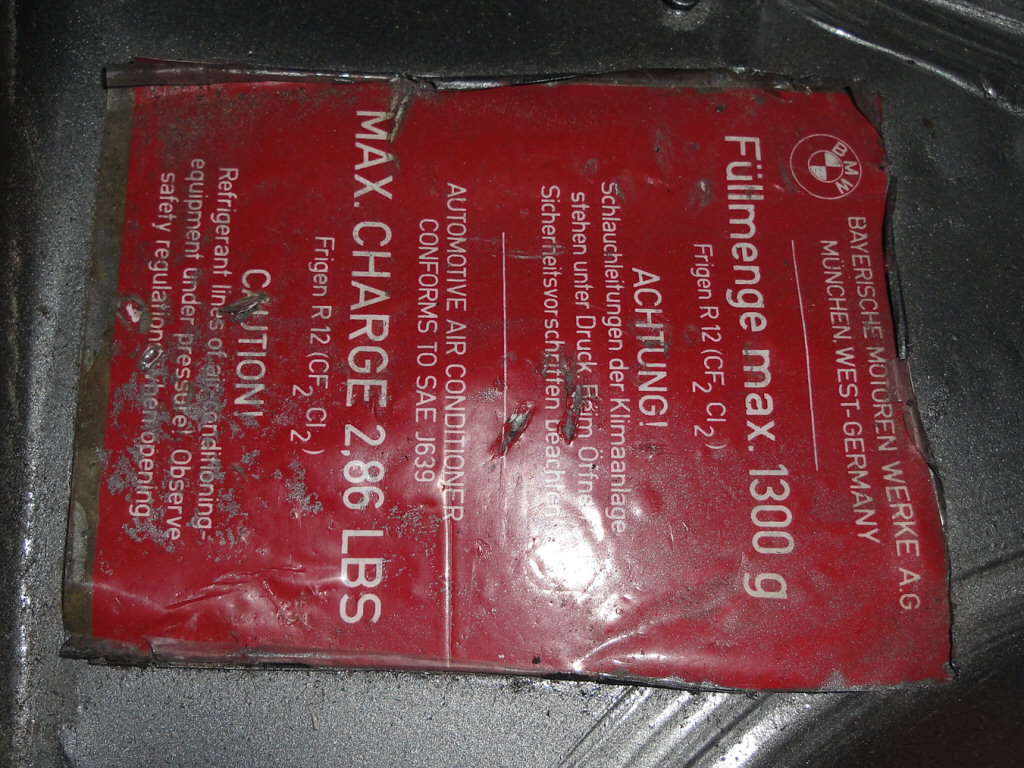 BMW
BAYERISCHE MOTOREN WERKE A.G
MÜNCHEN WEST-GERMANY
Füllmenge max. 1300 g
Frigen R 12 (CF2 Cl2)
ACHTUNG!
Schlauchleitungen der Klimaanlage
stehen unter Druck. Beim Öffnen
Sicherheitsvorschriften beachten
AUTOMOTIVE AIR CONDITIONER
CONFORMS TO SAE J639
MAX. CHARGE 2,86 LBS
Frigen R 12 (CF2 Cl2)
CAUTION!
Refrigerant lines of air-conditioning-
equipment under pressure! Observe
safety regulations when opening